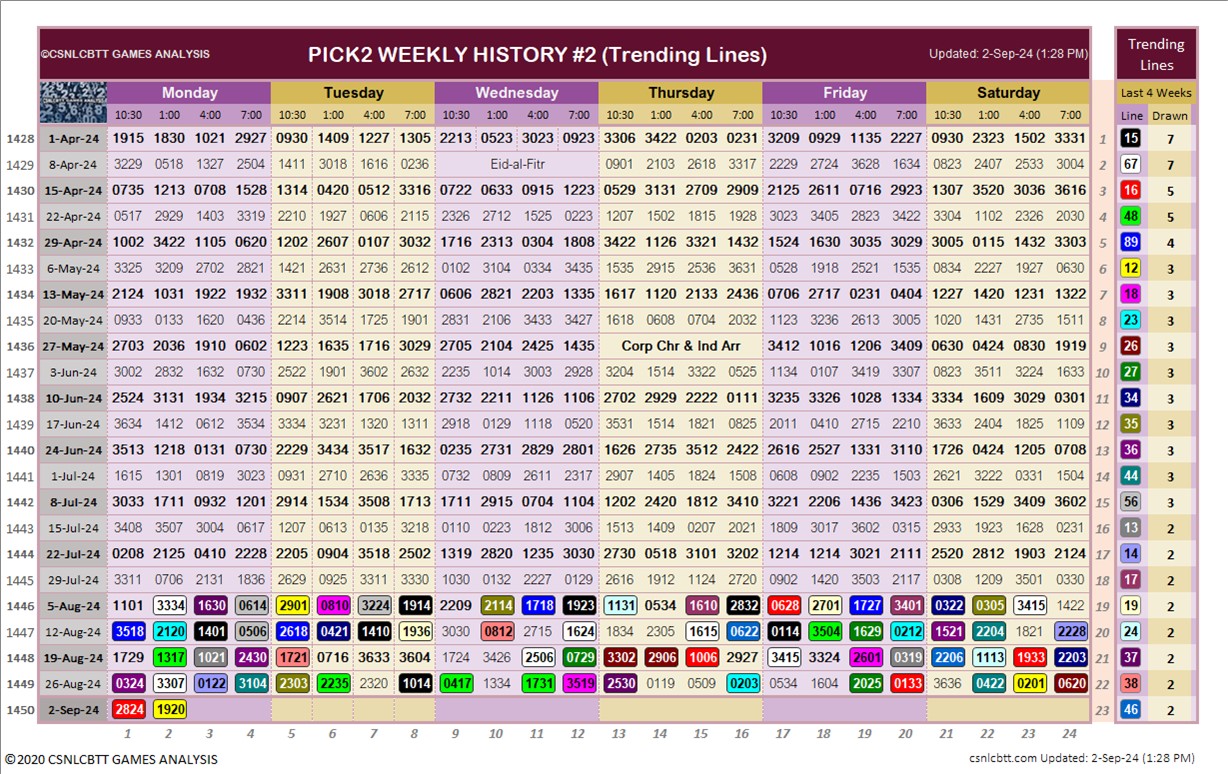 ©CSNLCBTT GAMES ANALYSIS PICK2 WEEKLY HISTORY #2 (Trending Lines) Updated: 2-Sep-24 (1:28 PM) Trending Lines
Monday Tuesday Wednesday Thursday Friday Saturday Last 4 Weeks
10:30 1:00 4:00 7:00 10:30 1:00 4:00 7:00 10:30 1:00 4:00 7:00 10:30 1:00 4:00 7:00 10:30 1:00 4:00 7:00 10:30 1:00 4:00 7:00 Line Drawn
1428 1-Apr-24 1915 1830 1021 2927 0930 1409 1227 1305 2213 0523 3023 0923 3306 3422 0203 0231 3209 0929 1135 2227 0930 2323 1502 3331 1 15 7
1429 8-Apr-24 3229 0518 1327 2504 1411 3018 1616 0236 Eid-al-Fitr 0901 2103 2618 3317 2229 2724 3628 1634 0823 2407 2533 3004 2 67 7
1430 15-Apr-24 0735 1213 0708 1528 1314 0420 0512 3316 0722 0633 0915 1223 0529 3131 2709 2909 2125 2611 0716 2923 1307 3520 3036 3616 3 16 5
1431 22-Apr-24 0517 2929 1403 3319 2210 1927 0606 2115 2326 2712 1525 0223 1207 1502 1815 1928 3023 3405 2823 3422 3304 1102 2326 2030 4 48 5
1432 29-Apr-24 1002 3422 1105 0620 1202 2607 0107 3032 1716 2313 0304 1808 3422 1126 3321 1432 1524 1630 3035 3029 3005 0115 1432 3303 5 89 4
1433 6-May-24 3325 3209 2702 2821 1421 2631 2736 2614 0102 3104 0334 3435 1535 2915 2536 3631 0528 1918 2521 1535 0834 2227 1927 0630 6 12 3
1434 13-May-24 2124 1031 1922 1932 3311 1908 3018 2717 0606 2821 2203 1335 1617 1120 2133 2436 0706 2717 0231 0404 1227 1420 1231 1322 7 18 3
1435 20-May-24 0933 0133 1620 0436 2214 3514 1725 1901 2831 2106 3433 3427 1618 0608 0704 2032 1123 3236 2613 3005 1020 1431 2735 1511 8 23 3
1436 27-May-24 2703 2036 1910 0602 1223 1635 1716 3023 2705 2104 2425 1435 Corp Chr & Ind Arr 3412 1016 1206 3409 0630 0424 0830 1919 9 26 3
1437 3-Jun-24 3002 2832 1632 0730 2522 1901 3602 2632 2235 1014 3003 2928 3204 1514 3322 0525 1134 0107 3419 3307 0823 3511 3224 1633 10 27 3
1438 10-Jun-24 2524 3131 1934 3215 0907 2621 1706 2032 2732 2211 1126 1106 2702 2929 2222 0111 3235 3326 1028 1334 3334 1609 3029 0301 11 34 3
1439 17-Jun-24 3634 1412 0612 3534 3334 3231 1320 1311 2918 0129 1118 0520 3531 1514 1821 0825 2011 0410 2715 2210 3633 2404 1825 1109 12 35 3
1440 24-Jun-24 3513 1218 0131 0730 2229 3434 3517 1632 0235 2731 2829 2801 1626 2735 3512 2422 2616 2527 1331 3110 1726 0424 1205 0708 13 36 3
1441 1-Jul-24 1615 1301 0819 3023 0931 2710 2636 3333 0732 0809 2611 2317 2907 1405 1824 1508 0608 0902 2235 1503 2621 3222 0331 1504 14 44 3
1442 8-Jul-24 3033 1711 0932 1201 2914 1534 3508 1713 1711 2915 0704 1104 1202 2420 1812 3410 3221 2206 1436 3423 0306 1529 3409 3602 15 56 3
1443 15-Jul-24 3408 3507 3004 0617 1207 0613 0135 3218 0110 0223 1812 3006 1513 1409 0207 2021 1809 3017 3602 0315 2933 1923 1628 0231 16 13 2
1444 22-Jul-24 0208 2125 0410 2228 2205 0904 3518 2502 1319 2820 1235 3030 2730 0518 3101 3202 1214 1214 3021 2111 2520 2812 1903 2124 17 14 2
1445 29-Jul-24 3311 0706 2131 1836 2629 0925 3311 3330 1030 0132 2227 0129 2616 1912 1124 2720 0902 1420 3503 2117 0308 1209 3501 0330 18 17 2
1446 5-Aug-24 1101 3334 1630 0614 2901 0810 3224 1914 2209 2114 1718 1923 1131 0534 1610 2832 0628 2701 1727 3401 0322 0305 3415 1422 19 19 2
1447 12-Aug-24 3518 2120 1401 0506 2618 0421 1410 1936 3030 0812 2715 1624 1834 2305 1615 0622 0114 3504 1629 0212 1521 2204 1821 2228 20 24 2
1448 19-Aug-24 1729 1317 1021 2430 1721 0716 3633 3604 1724 3426 2506 0729 3302 2906 1006 2927 3415 3324 2601 0319 2206 1113 1933 2203 21 37 2
1449 26-Aug-24 0324 3307 0122 3104 2303 2235 2320 1014 0417 1334 1731 3519 2530 0119 0509 0203 0534 1604 2025 0133 3636 0422 0201 0620 22 38 2
1450 2-Sep-24 2824 1920 23 46 2
1 2 3 4 5 6 7 8 9 10 11 12 13 14 15 16 17 18 19 20 21 22 23 24
©2020 CSNLCBTT GAMES ANALYSIS csnlcbtt.com Updated: 2-Sep-24 (1:28 PM)